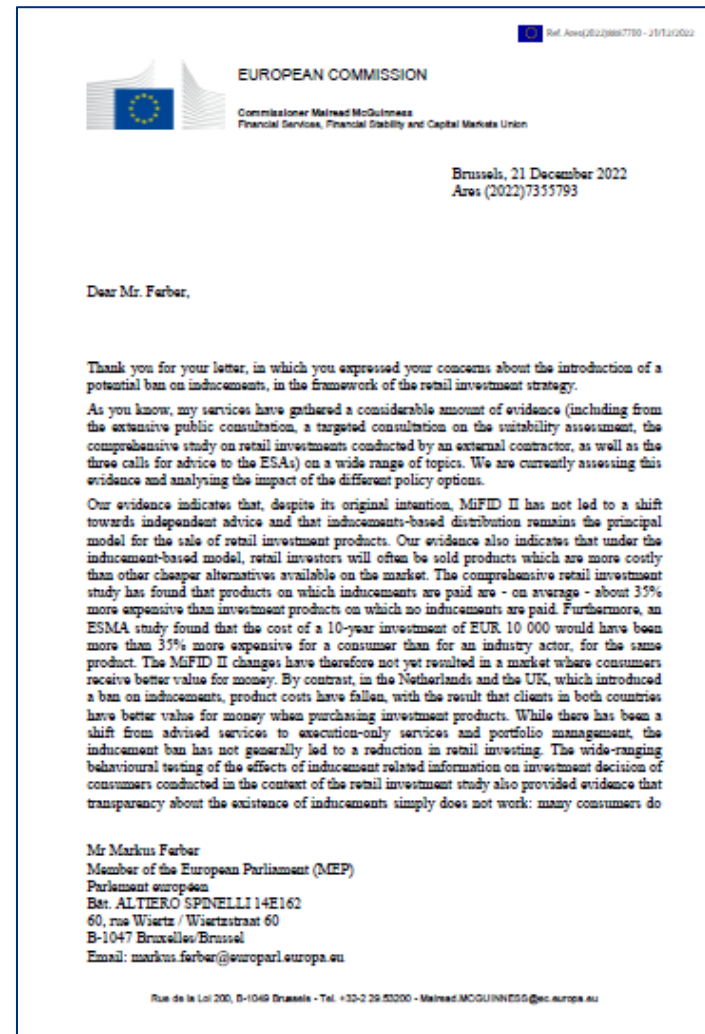 Ref. Ares(2022) - 21/12/2022
EUROPEAN COMMISSION
Commissioner Mairead McGuinness
Financial Services, Financial Stability and Capital Markets Union
Brussels, 21 December 2022
Ares (2022)7355793
Dear Mr. Ferber,
Thank you for your letter, in which you expressed your concerns about the introduction of a
potential ban on inducements, in the framework of the retail investment strategy.
As you know, my services have gathered a considerable amount of evidence (including from
the extensive public consultation, a targeted consultation on the suitability assessment, the
comprehensive study on retail investments conducted by an external contractor, as well as the
three calls for advice to the ESAs) on a wide range of topics. We are currently assessing this
evidence and analysing the impact of the different policy options.
Our evidence indicates that, despite its original intention, MiFID II has not led to a shift
towards independent advice and that inducements-based distribution remains the principal
model for the sale of retail investment products. Our evidence also indicates that under the
inducement-based model, retail investors will often be sold products which are more costly
than other cheaper alternatives available on the market. The comprehensive retail investment
study has found that products on which inducements are paid are - on average - about 35%
more expensive than investment products on which no inducements are paid. Furthermore, an
ESMA study found that the cost of a 10-year investment of EUR 10 000 would have been
more than 35% more expensive for a consumer than for an industry actor, for the same
product. The MiFID II changes have therefore not yet resulted in a market where consumers
receive better value for money. By contrast, in the Netherlands and the UK, which introduced
a ban on inducements, product costs have fallen, with the result that clients in both countries
have better value for money when purchasing investment products. While there has been a
shift from advised services to execution-only services and portfolio management, the
inducement ban has not generally led to a reduction in retail investing. The wide-ranging
behavioural testing of the effects of inducement related information on investment decision of
consumers conducted in the context of the retail investment study also provided evidence that
transparency about the existence of inducements simply does not work: many consumers do
Mr Markus Ferber
Member of the European Parliament (MEP)
Parlement européen
Bât. ALTIERO SPINELLI 14E162
60, rue Wiertz / Wiertzstraat 60
B-1047 Bruxelles/Brussel
Email: markus.ferber@europarl.europa.eu
Rue de la Loi 200, B-1049 Brussels - Tel. +32-2 29.53200 - Mairead.MCGUINNESS@ec.europa.eu